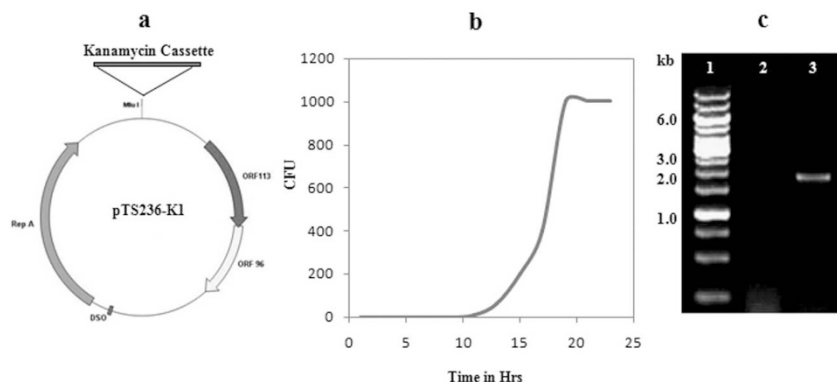 a
Kanamycin Cassette
Mlu I
ORF113
pTS236-K1
Rep A
ORF 96
DSO
b
1200
1000
800
600
400
200
0
CFU
0 5 10 15 20 25
Time in Hrs
c
kb 1 2 3
6.0
3.0
2.0
1.0